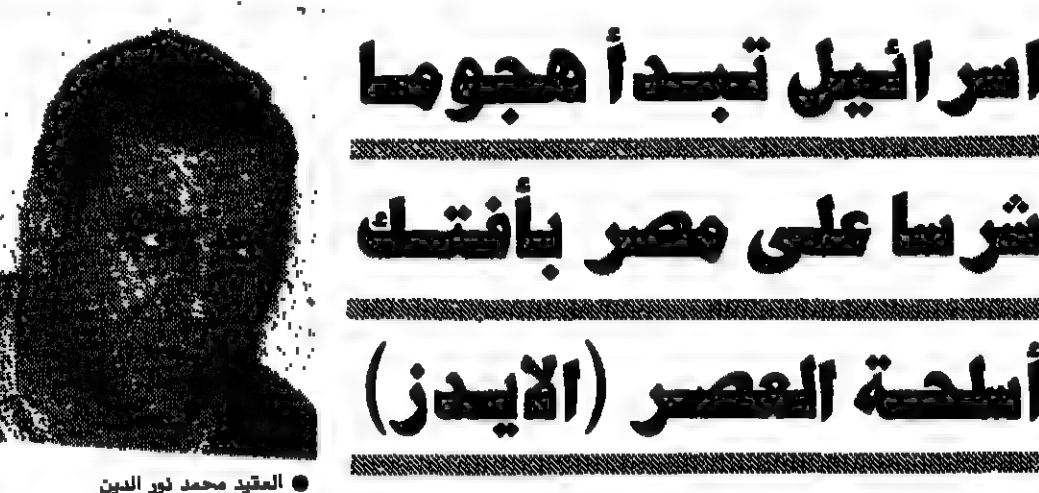 اسرائيل تبدأ هجوما
شرسا على مصر بأفتك
أسلحة العصر (الايدز)
● العقيد محمد نور الدين